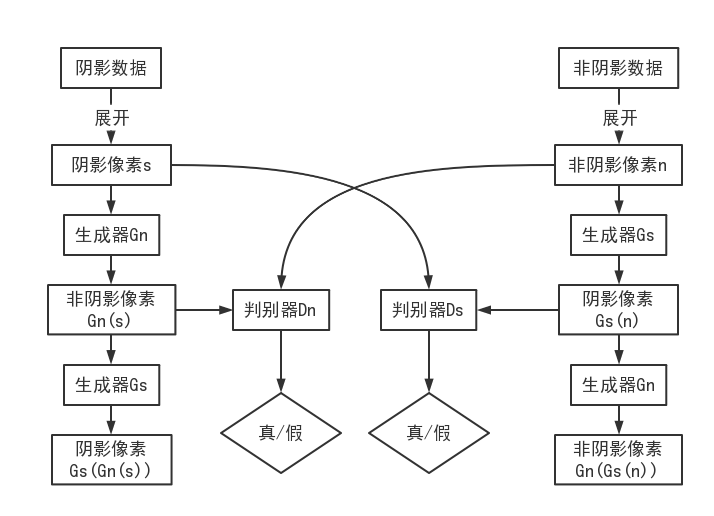 阴影数据
非阴影数据
展开
展开
阴影像素s
非阴影像素n
生成器Gn
生成器Gs
非阴影像素
Gn(s)
判别器Dn
判别器Ds
阴影像素
Gs(n)
生成器Gs
生成器Gn
真/假
真/假
阴影像素
Gs(Gn(s))
非阴影像素
Gn(Gs(n))